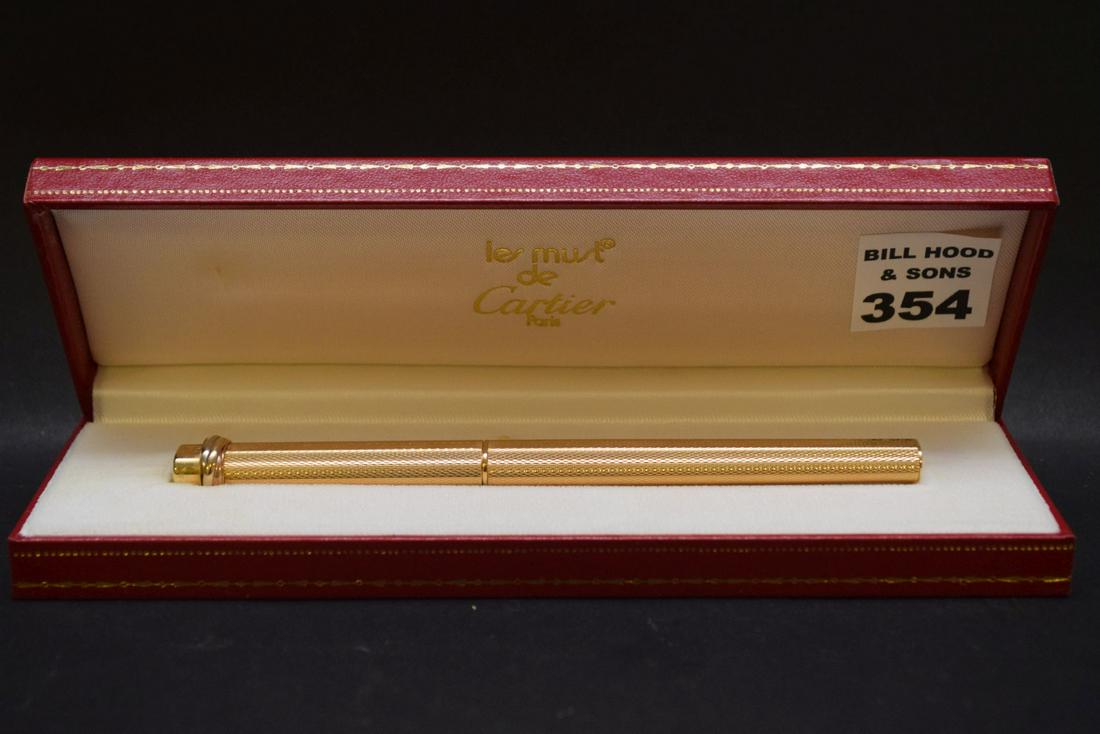 les must®
de
Cartier
Paris
BILL HOOD
& SONS
354